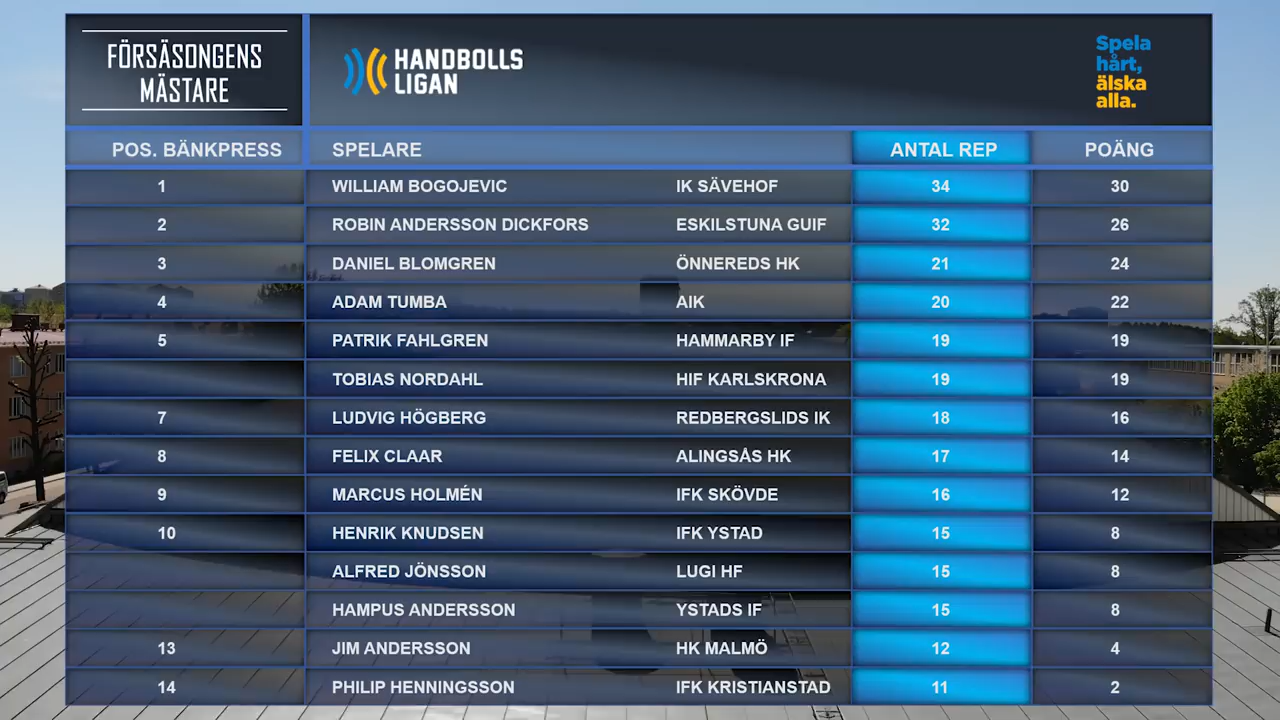 FÖRSÄSONGENS
MÄSTARE
HANDBOLLS
LIGAN
Spela
hårt,
älska
alla.
POS. BÄNKPRESS SPELARE ANTAL REP POÄNG
1 WILLIAM BOGOJEVIC IK SÄVEHOF 34 30
2 ROBIN ANDERSSON DICKFORS ESKILSTUNA GUIF 32 26
3 DANIEL BLOMGREN ÖNNEREDS HK 21 24
4 ADAM TUMBA AIK 20 22
5 PATRIK FAHLGREN HAMMARBY IF 19 19
TOBIAS NORDAHL HIF KARLSKRONA 19 19
7 LUDVIG HÖGBERG REDBERGSLIDS IK 18 16
8 FELIX CLAAR ALINGSÅS HK 17 14
9 MARCUS HOLMÉN IFK SKÖVDE 16 12
10 HENRIK KNUDSEN IFK YSTAD 15 8
ALFRED JÖNSSON LUGI HF 15 8
HAMPUS ANDERSSON YSTADS IF 15 8
13 JIM ANDERSSON HK MALMÖ 12 4
14 PHILIP HENNINGSSON IFK KRISTIANSTAD 11 2